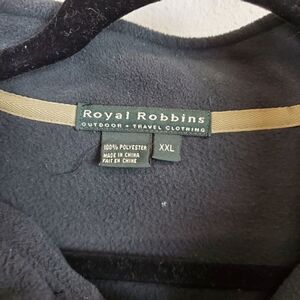 Royal Robbins
OUTDOOR • TRAVEL CLOTHING
100% POLYESTER
MADE IN CHINA
FAIT EN CHINE
XXL